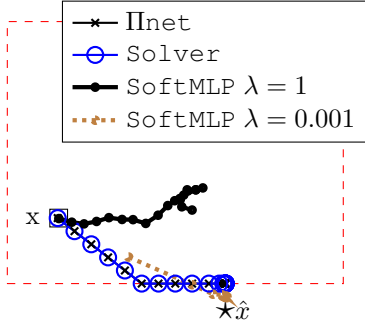 Πnet
Solver
SoftMLP λ = 1
SoftMLP λ = 0.001
x
★x̂